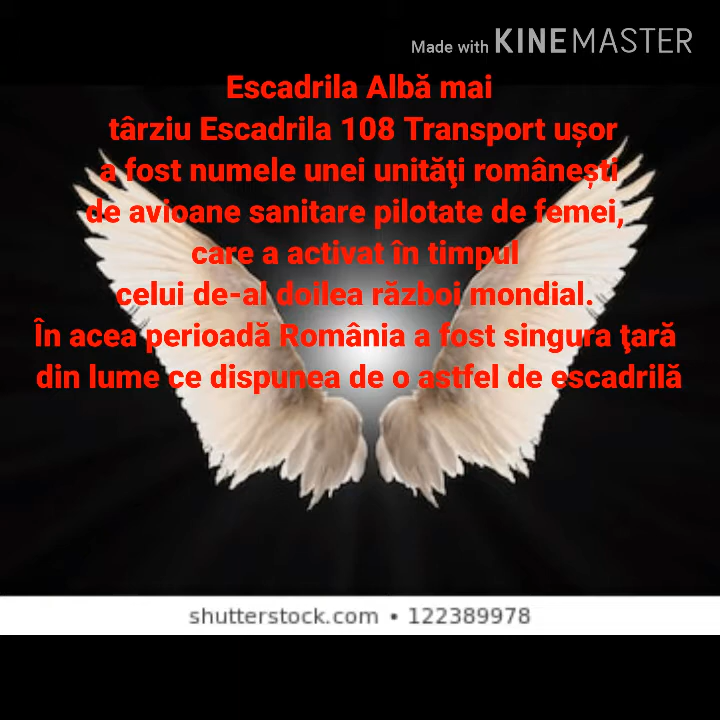 Made with KINEMASTER
Escadrila Albă mai
târziu Escadrila 108 Transport ușor
a fost numele unei unităţi românești
de avioane sanitare pilotate de femei,
care a activat în timpul
celui de-al doilea război mondial.
În acea perioadă România a fost singura ţară
din lume ce dispunea de o astfel de escadrilă
shutterstock.com • 122389978